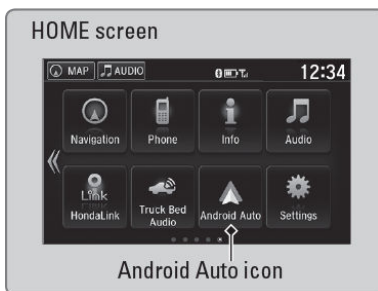 HOME screen
MAP AUDIO 12:34
Navigation Phone Info Audio
Link
HondaLink Truck Bed Audio Android Auto Settings
Android Auto icon